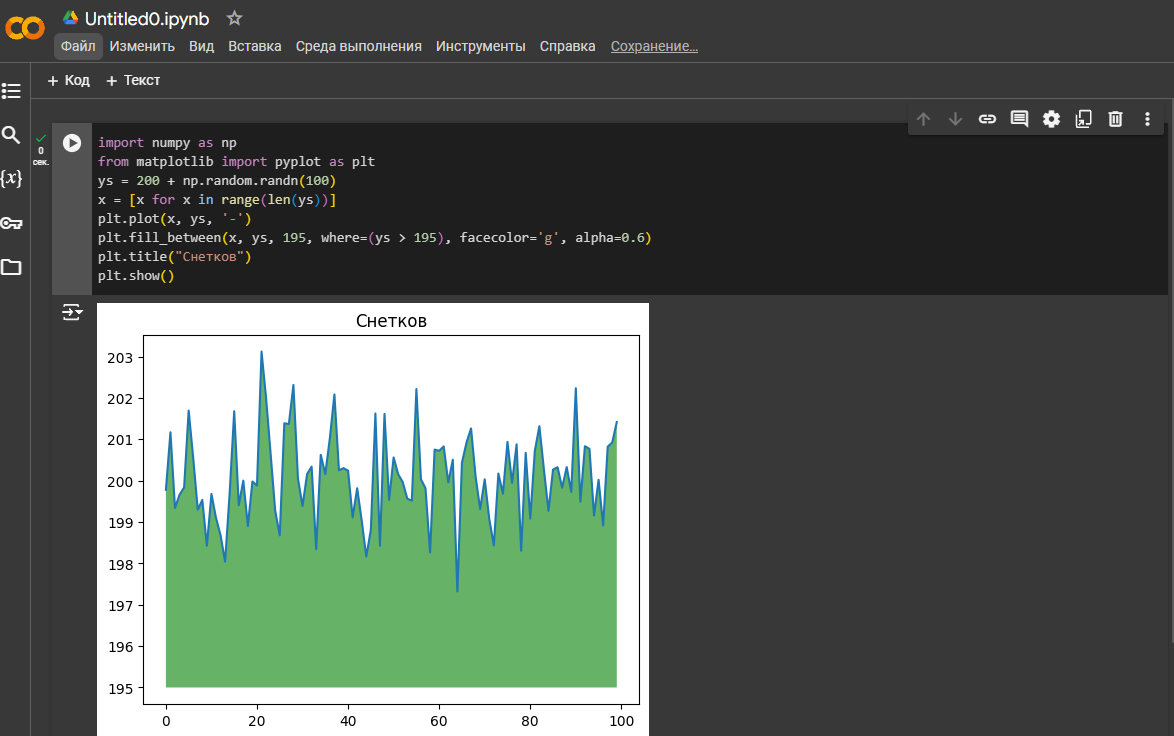 Untitled0.ipynb
Файл Изменить Вид Вставка Среда выполнения Инструменты Справка Сохранение...
+ Код + Текст
0
сек.
{x}
import numpy as np
from matplotlib import pyplot as plt
ys = 200 + np.random.randn(100)
x = [x for x in range(len(ys))]
plt.plot(x, ys, '-')
plt.fill_between(x, ys, 195, where=(ys > 195), facecolor='g', alpha=0.6)
plt.title("Снетков")
plt.show()
Снетков
203
202
201
200
199
198
197
196
195
0 20 40 60 80 100